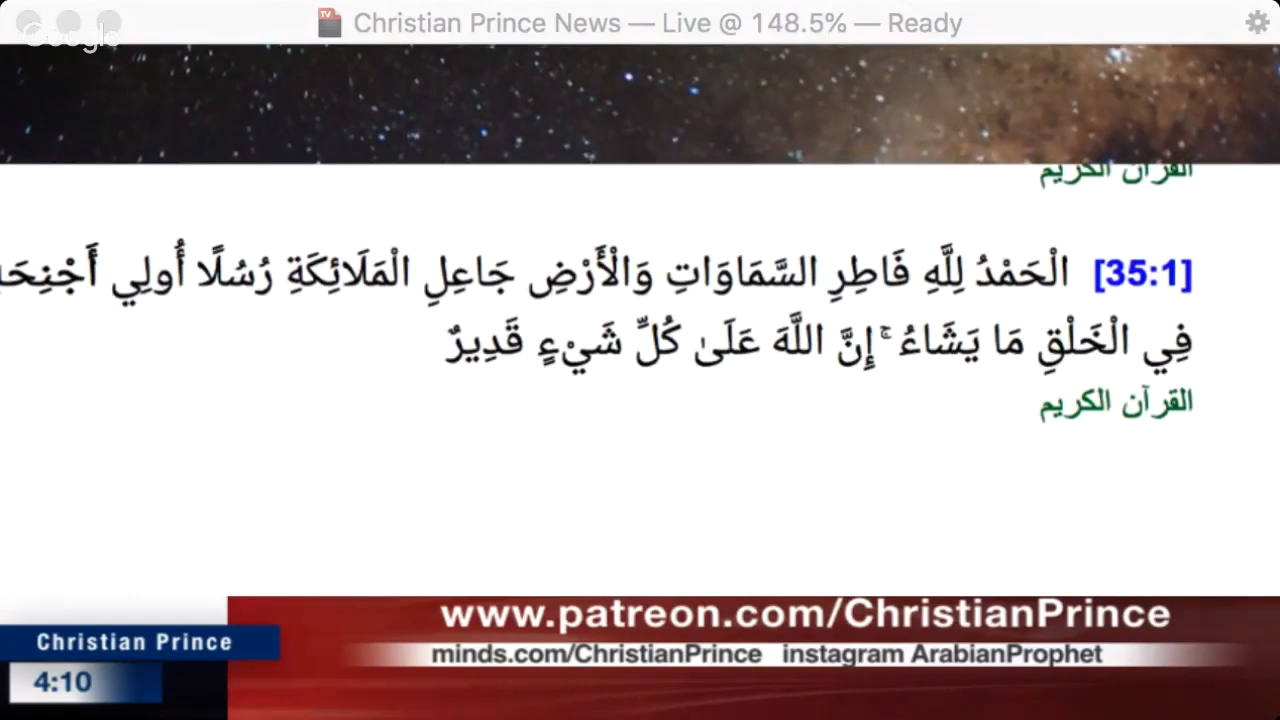 Christian Prince News — Live @ 148.5% — Ready
Google
القرآن الكريم
[35:1] الْحَمْدُ لِلَّهِ فَاطِرِ السَّمَاوَاتِ وَالْأَرْضِ جَاعِلِ الْمَلَائِكَةِ رُسُلًا أُولِي
فِي الْخَلْقِ مَا يَشَاءُ ۚ إِنَّ اللَّهَ عَلَىٰ كُلِّ شَيْءٍ قَدِيرٌ
القرآن الكريم
www.patreon.com/ChristianPrince
Christian Prince
minds.com/ChristianPrince instagram ArabianProphet
4:10